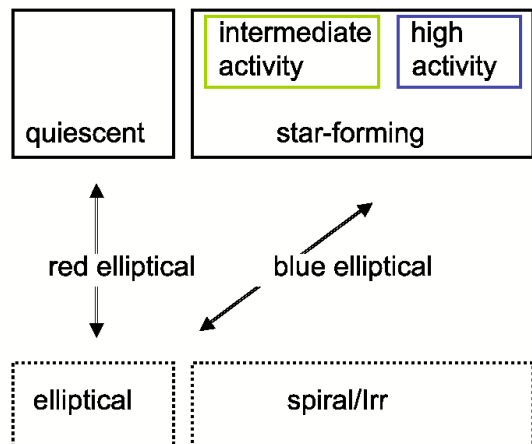 intermediate
activity
high
activity
quiescent
star-forming
red elliptical
blue elliptical
elliptical
spiral/Irr